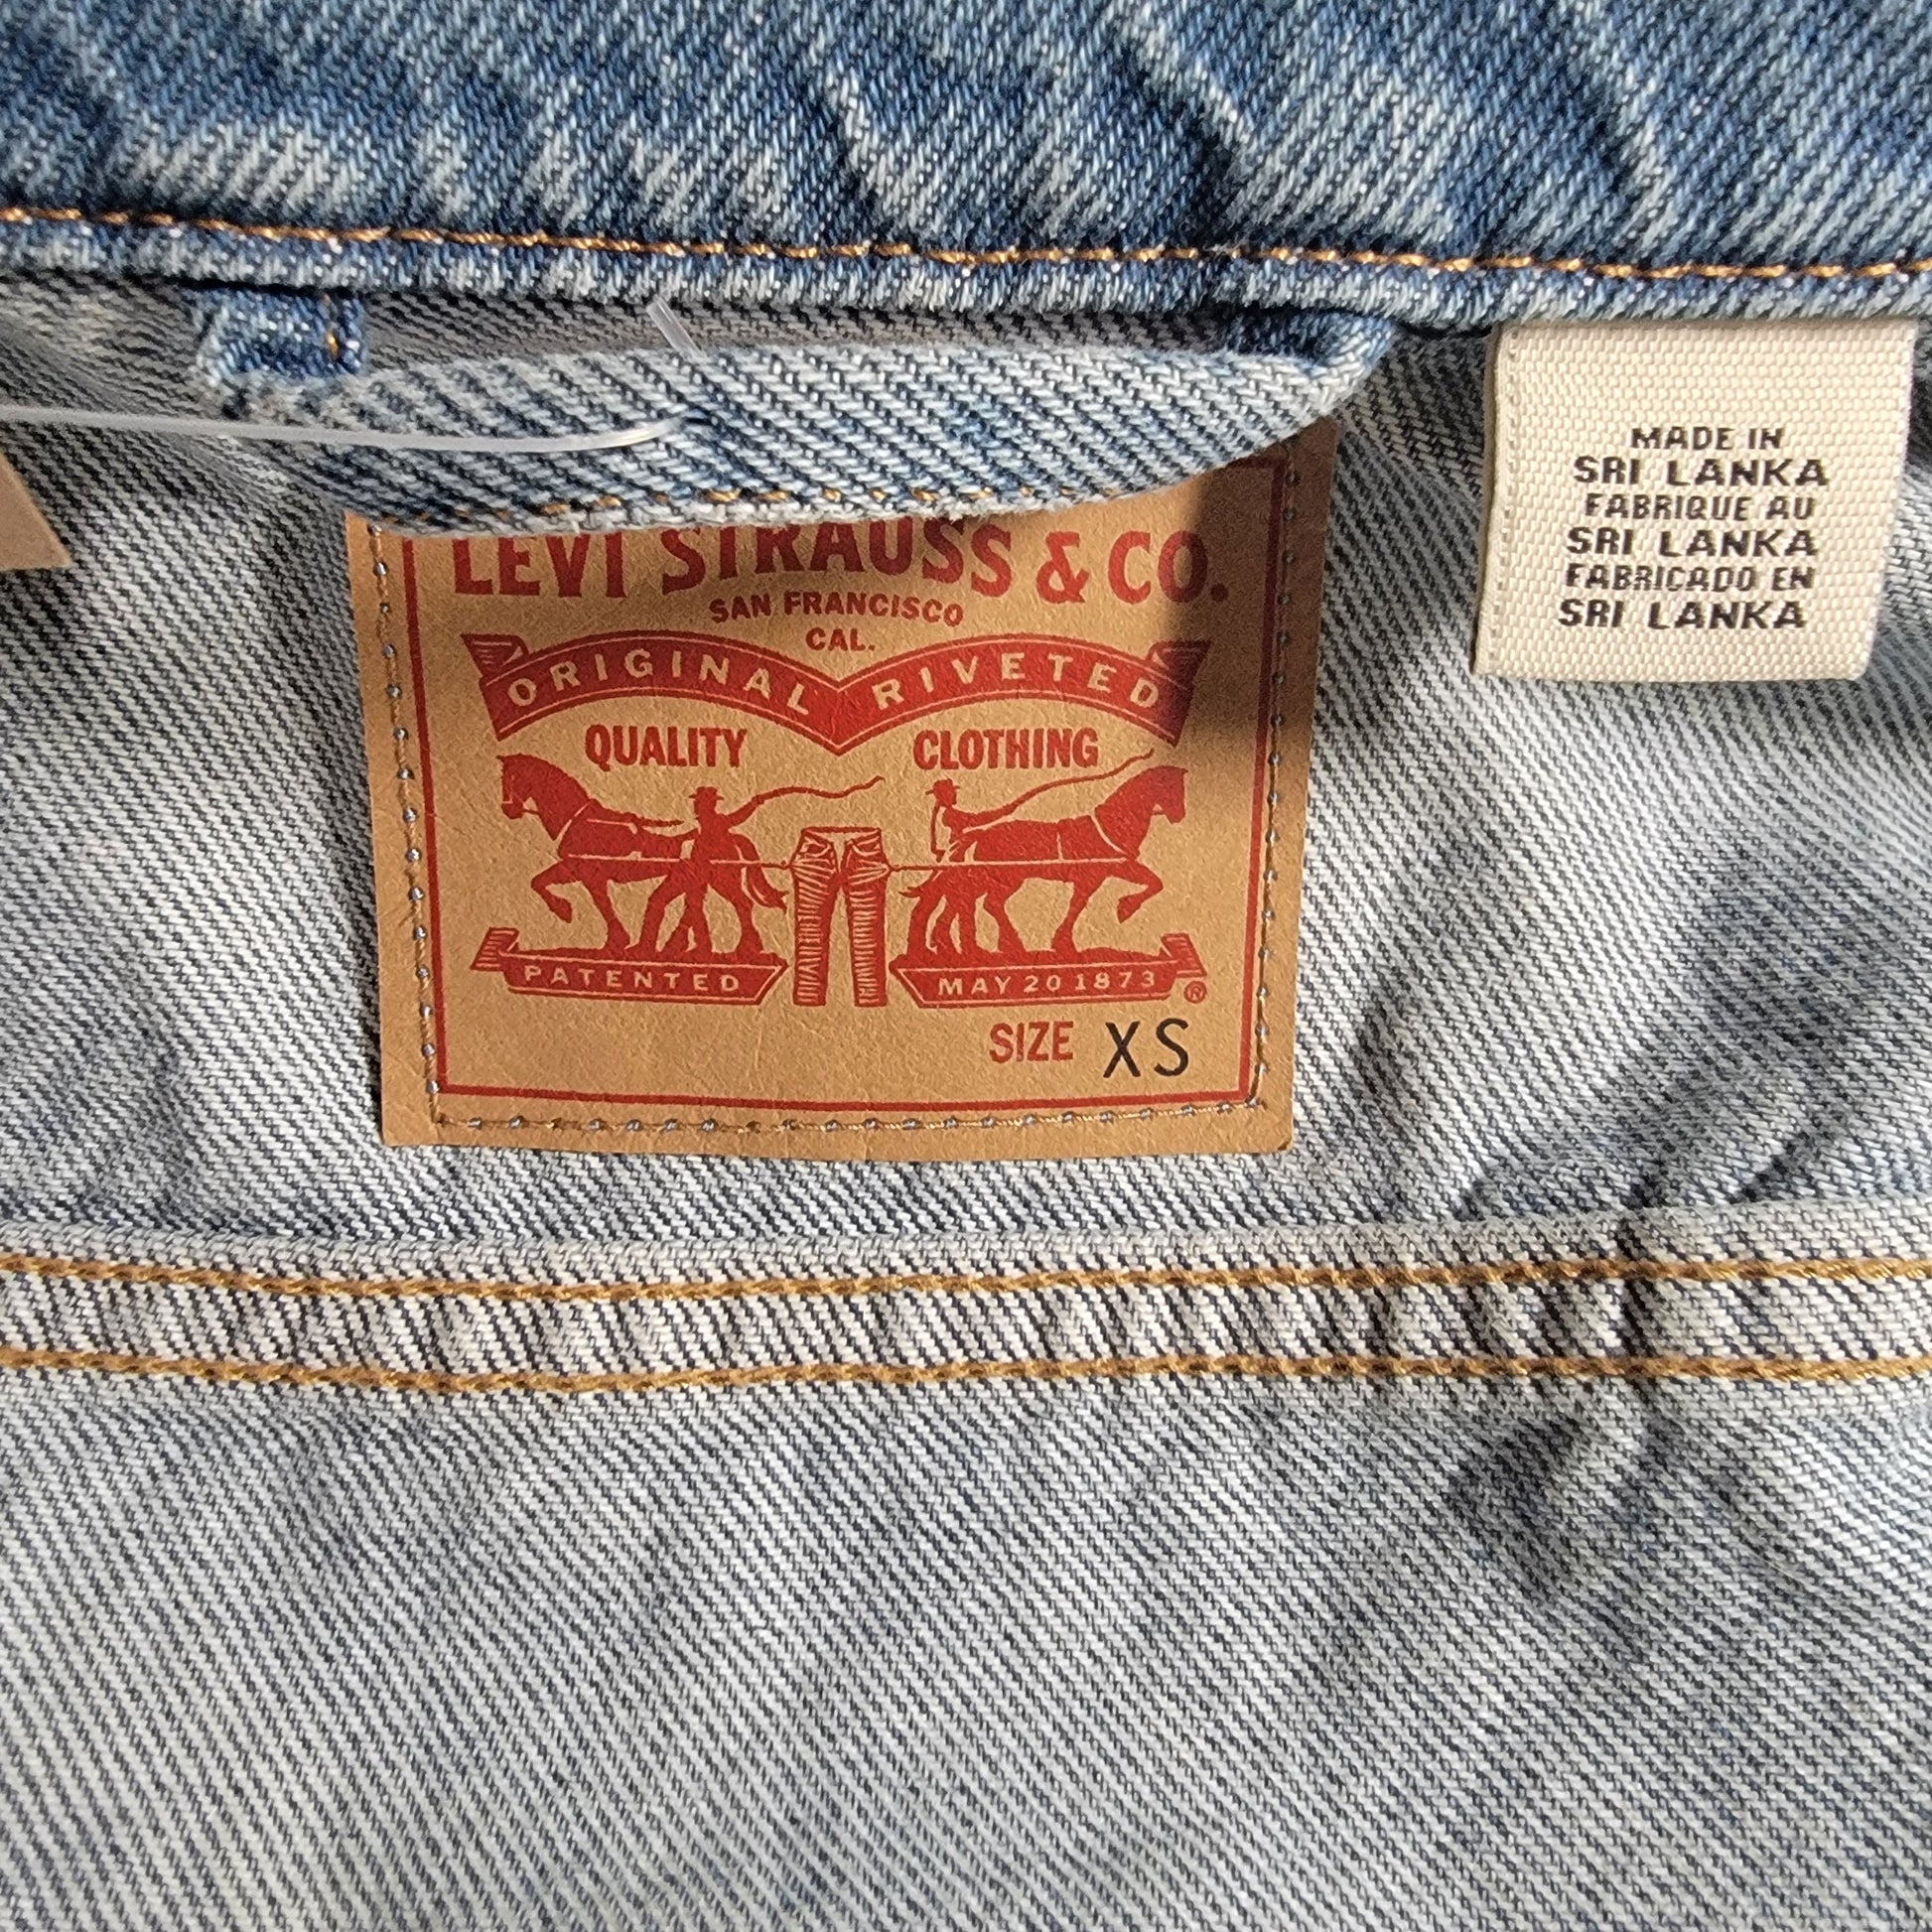 LEVI STRAUSS & CO.
SAN FRANCISCO
CAL.
ORIGINAL RIVETED
QUALITY CLOTHING
PATENTED MAY 20 1873 ®
SIZE XS
MADE IN
SRI LANKA
FABRIQUE AU
SRI LANKA
FABRICADO EN
SRI LANKA